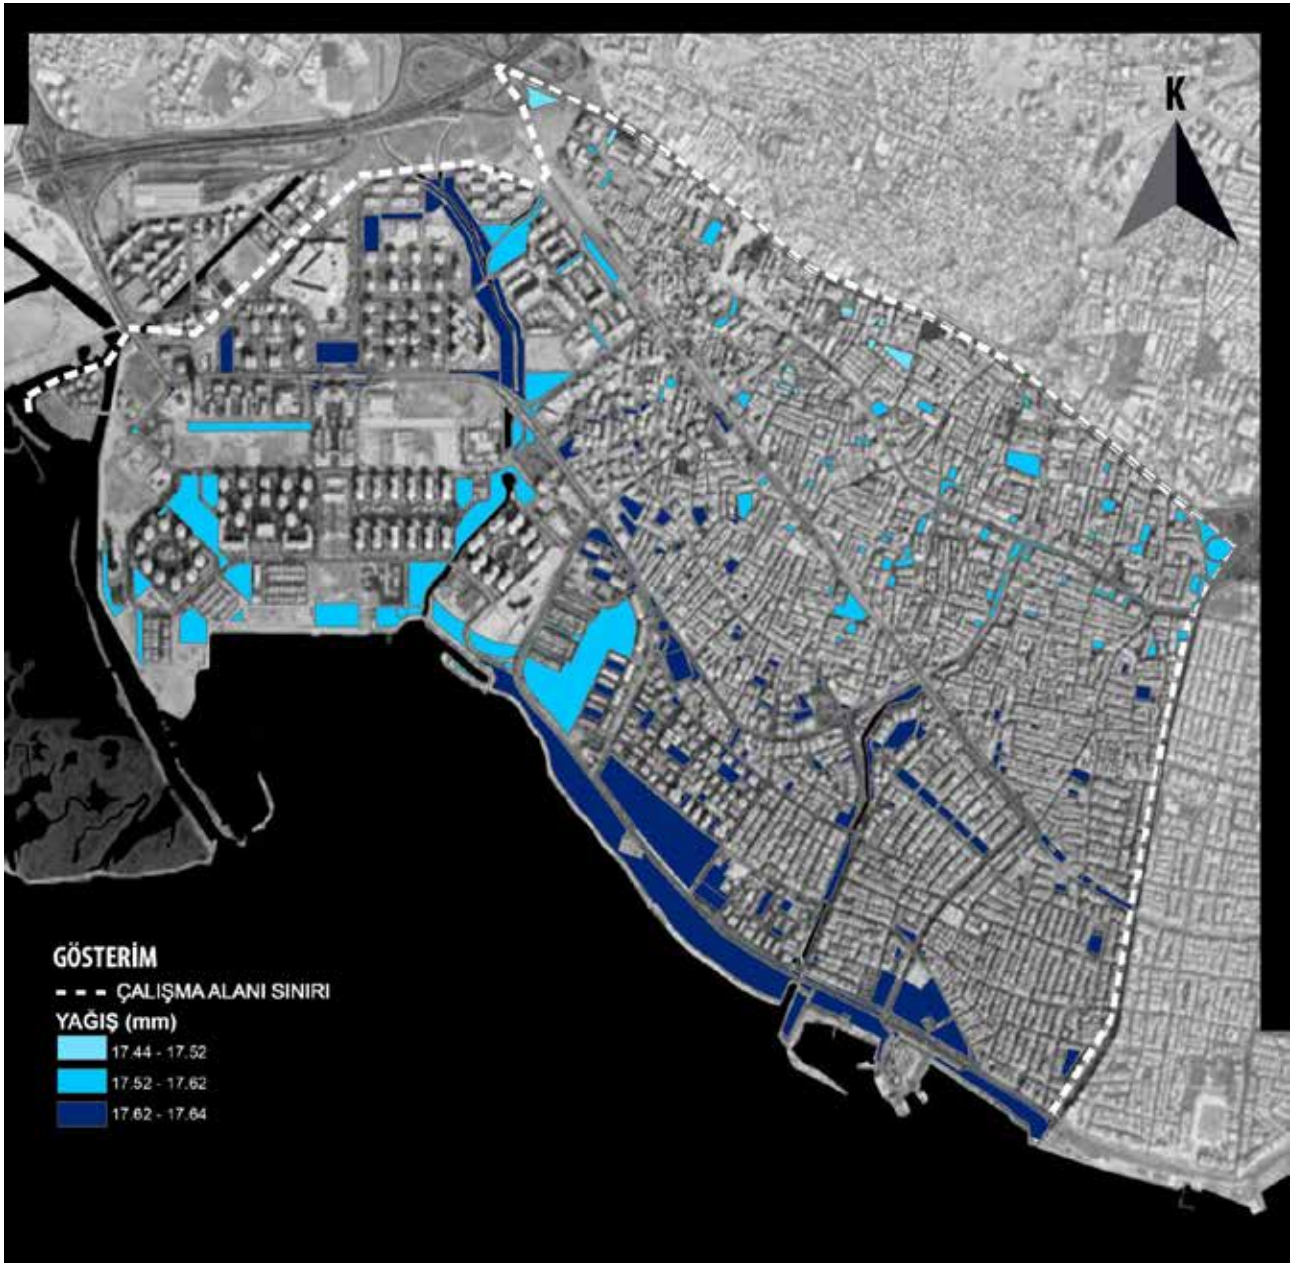 K
GÖSTERİM
ÇALIŞMA ALANI SINIRI
YAĞIŞ (mm)
17.44 - 17.52
17.52 - 17.62
17.62 - 17.64